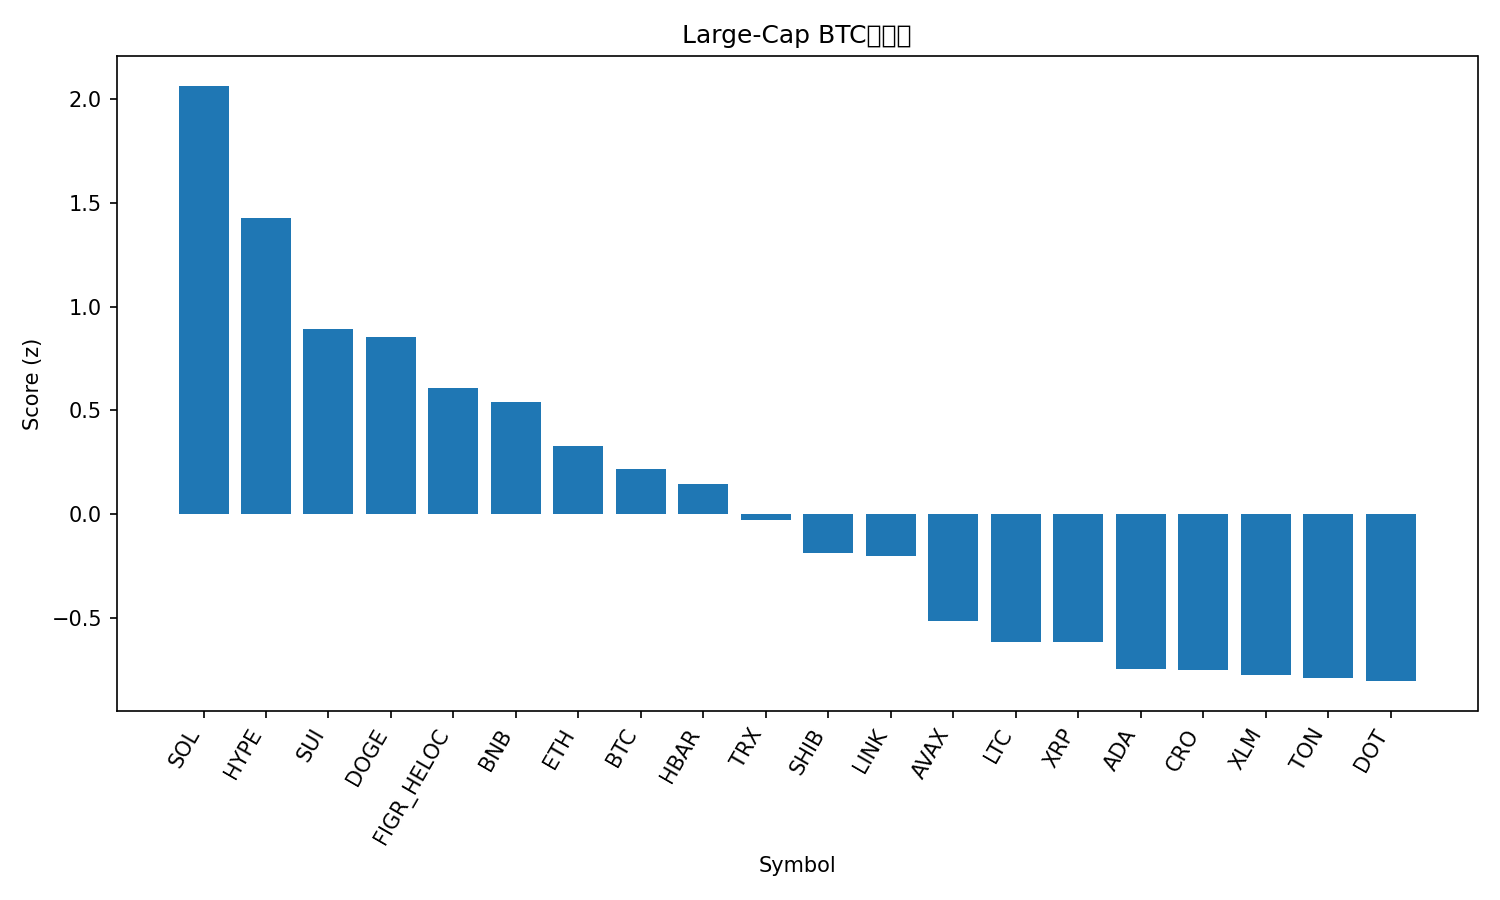 Large-Cap BTC
Score (z)
2.0
1.5
1.0
0.5
0.0
−0.5
SOL
HYPE
SUI
DOGE
FIGR_HELOC
BNB
ETH
BTC
HBAR
TRX
SHIB
LINK
AVAX
LTC
XRP
ADA
CRO
XLM
TON
DOT
Symbol